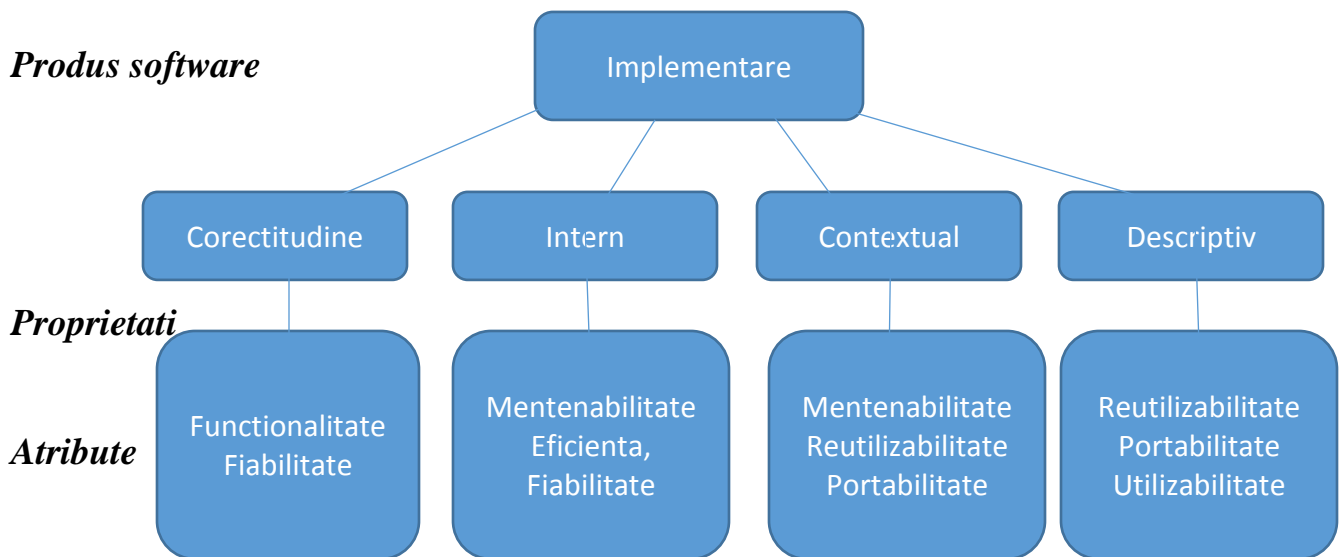 Produs software
Implementare
Corectitudine
Intern
Contextual
Descriptiv
Proprietati
Atribute
Functionalitate
Fiabilitate
Mentenabilitate
Eficienta,
Fiabilitate
Mentenabilitate
Reutilizabilitate
Portabilitate
Reutilizabilitate
Portabilitate
Utilizabilitate